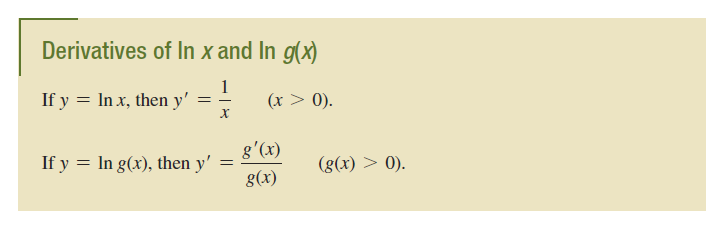 Derivatives of ln x and ln g(x)
If y = ln x, then y′ = 1/x (x > 0).
If y = ln g(x), then y′ = g′(x)/g(x) (g(x) > 0).